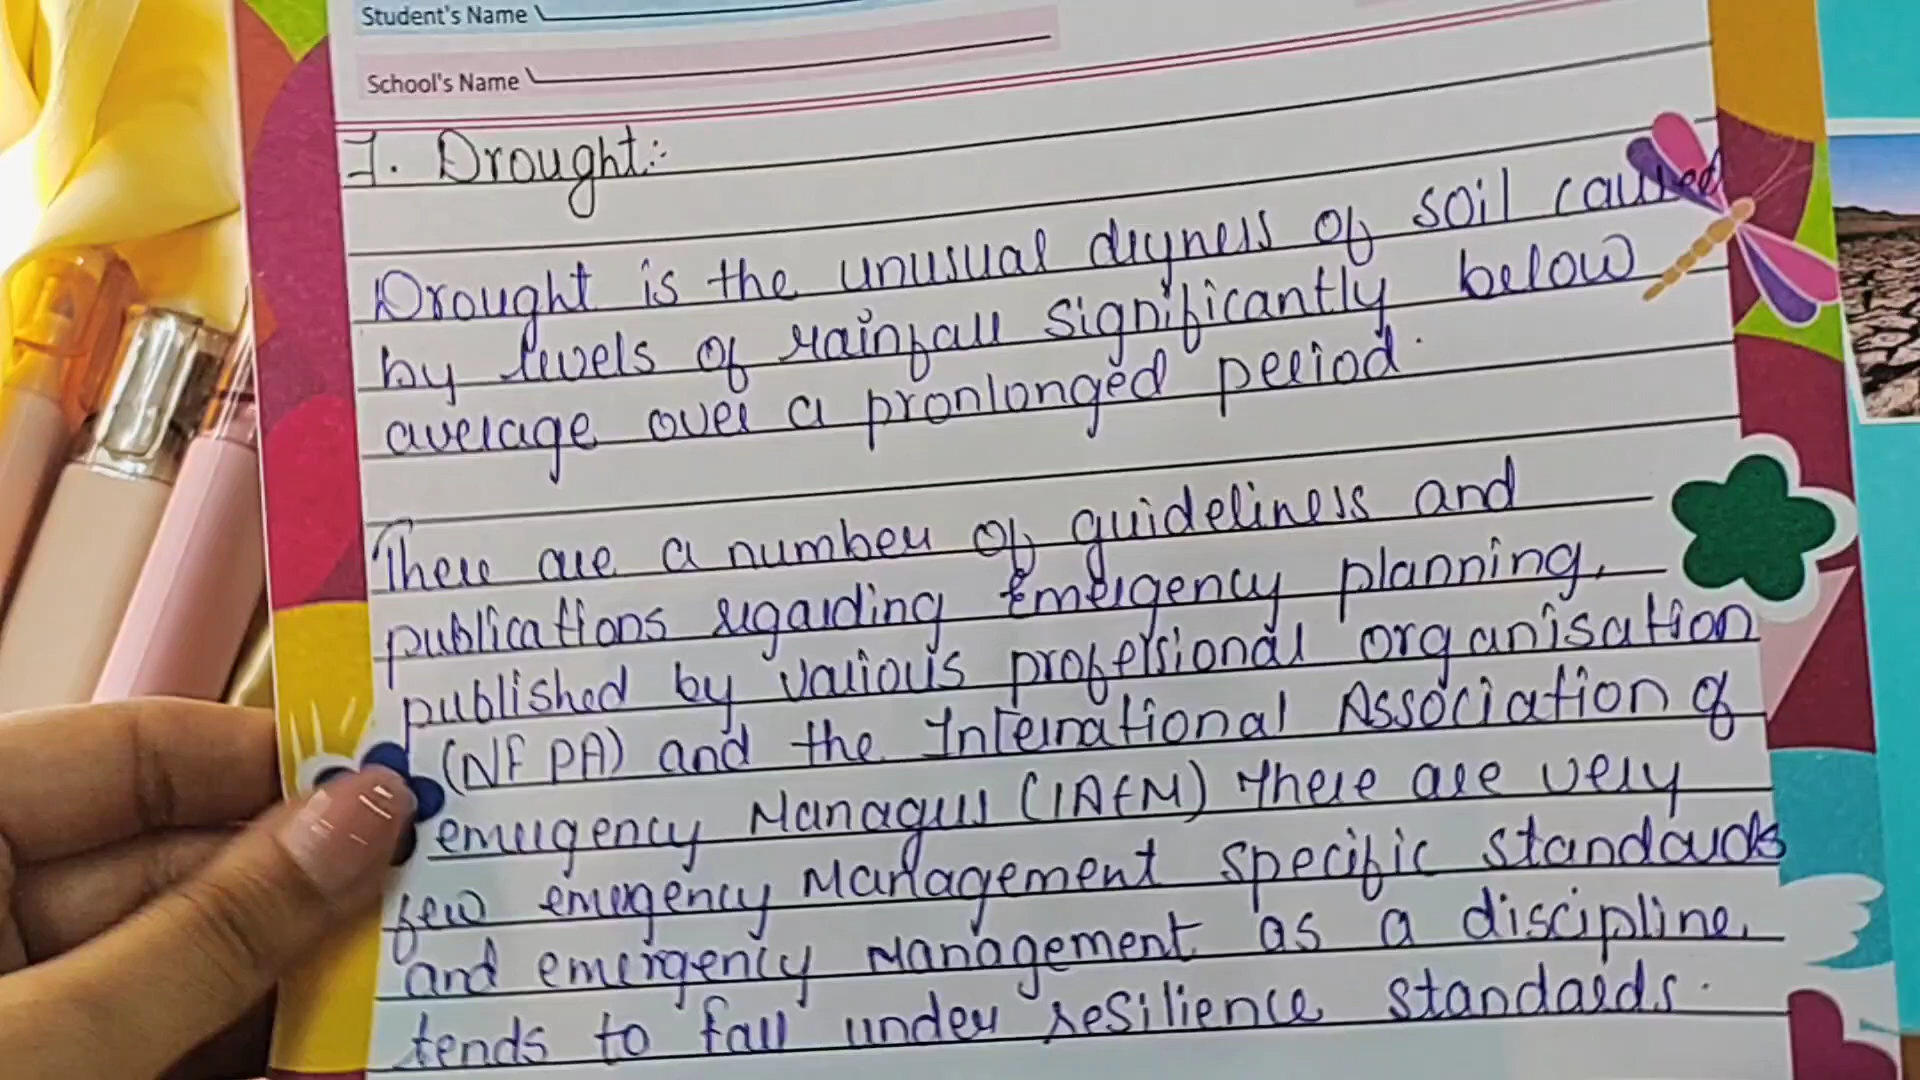 Student's Name
School's Name
7. Drought:-
Drought is the unusual dryness of soil caused
by levels of rainfall significantly below
average over a pronlonged period.
There are a number of guideliness and
publications regarding Emergency planning,
published by various professional organisation
(NFPA) and the International Association of
emergency Managers (IAEM) There are very
few emergency Management specific standards
and emergency Management as a discipline,
tends to fall under resilience standards.